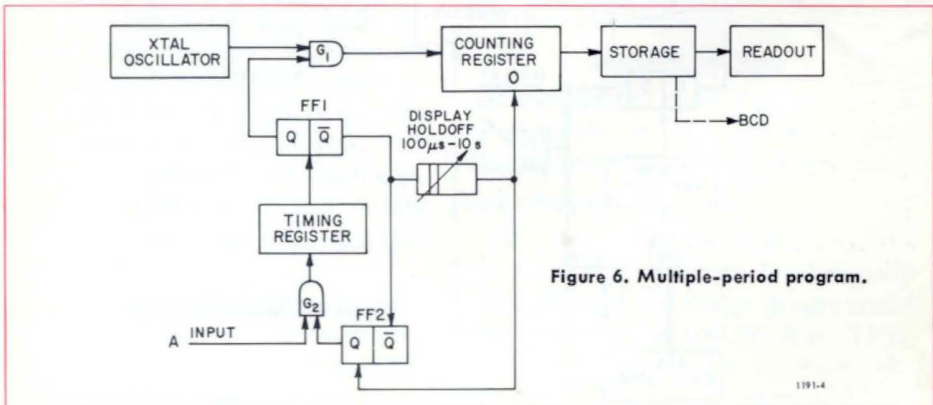 XTAL
OSCILLATOR
G1
COUNTING
REGISTER
O
STORAGE
READOUT
BCD
FF1
Q Q̅
DISPLAY
HOLDOFF
100μs-10s
TIMING
REGISTER
G2
FF2
Q Q̅
A INPUT
Figure 6. Multiple-period program.
1191-4